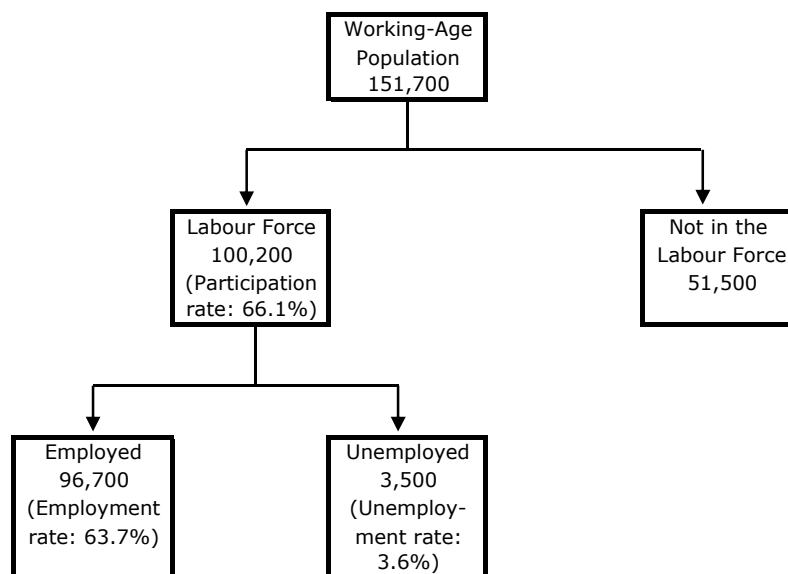 Working-Age
Population
151,700
Labour Force
100,200
(Participation
rate: 66.1%)
Not in the
Labour Force
51,500
Employed
96,700
(Employment
rate: 63.7%)
Unemployed
3,500
(Unemploy-
ment rate:
3.6%)